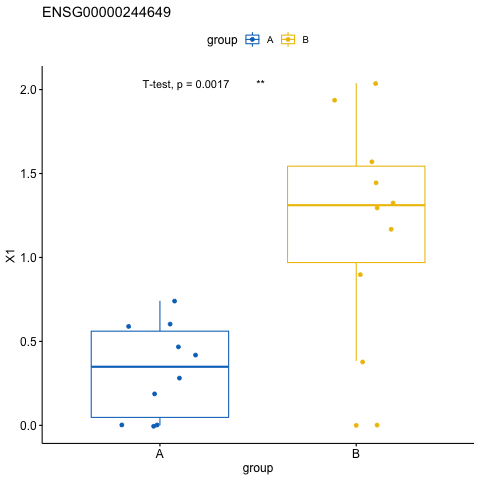 ENSG00000244649
group A B
T-test, p = 0.0017 **
2.0
1.5
1.0
0.5
0.0
X1
A B
group